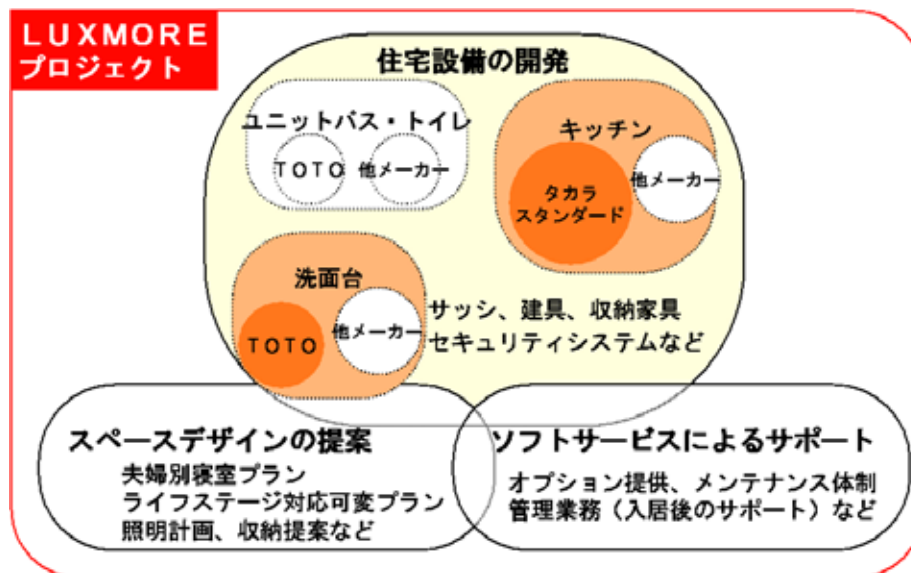 LUXMORE
プロジェクト
住宅設備の開発
ユニットバス・トイレ
TOTO
他メーカー
キッチン
タカラ
スタンダード
他メーカー
洗面台
TOTO
他メーカー
サッシ、建具、収納家具
セキュリティシステムなど
スペースデザインの提案
夫婦別寝室プラン
ライフステージ対応可変プラン
照明計画、収納提案など
ソフトサービスによるサポート
オプション提供、メンテナンス体制
管理業務（入居後のサポート）など